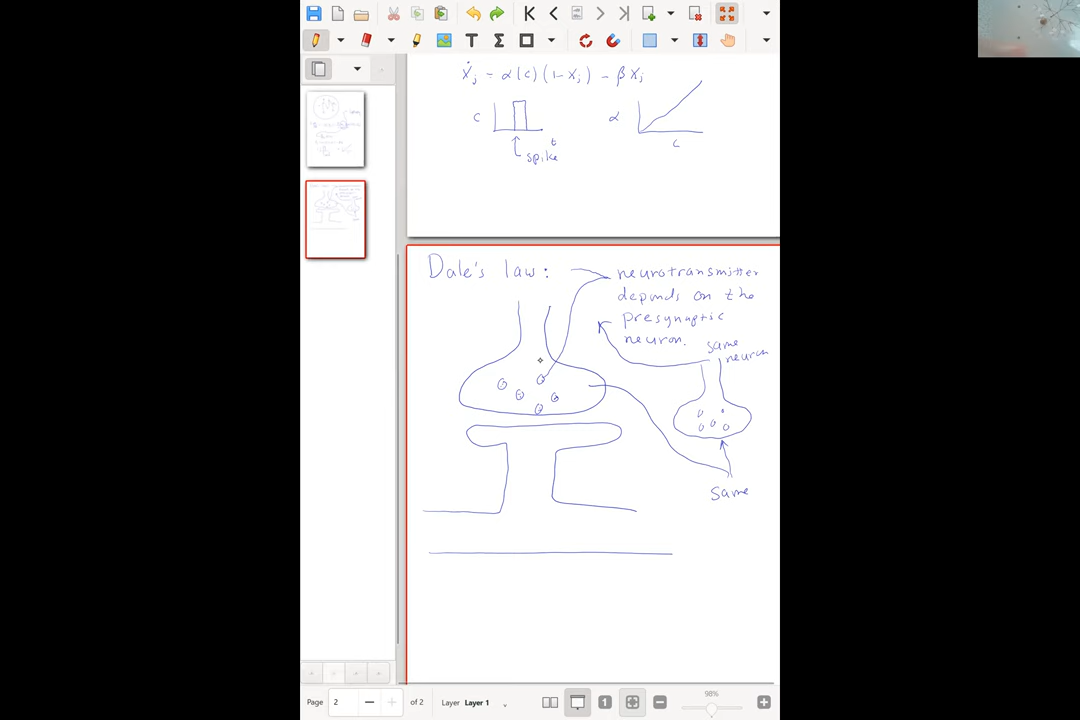 Ẋj = α(c)(1-Xj) - βXj
c
t
spike
α
c
Dale's law:
neurotransmitter
depends on the
presynaptic
neuron.
same
neuron
same
Page 2 of 2
Layer Layer 1
98%